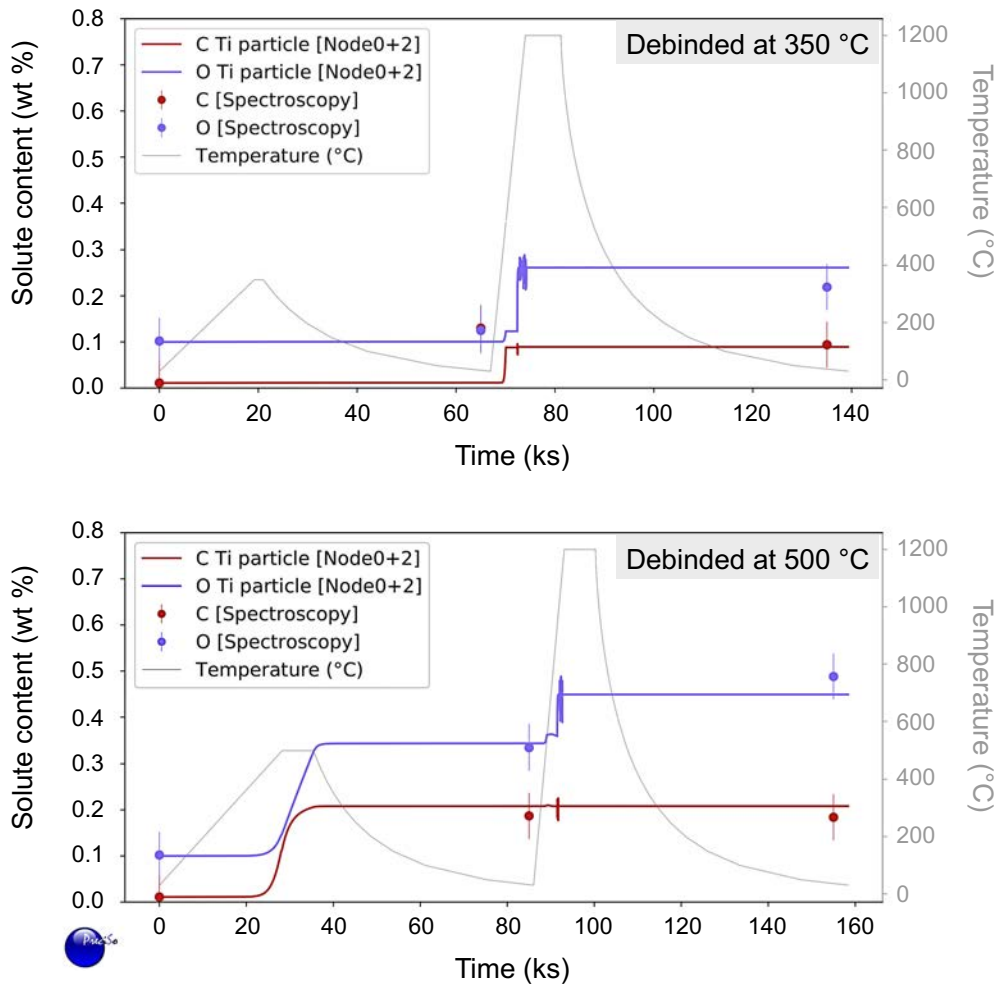 Debinded at 350 °C
C Ti particle [Node0+2]
O Ti particle [Node0+2]
C [Spectroscopy]
O [Spectroscopy]
Temperature (°C)
Solute content (wt %)
0.8
0.7
0.6
0.5
0.4
0.3
0.2
0.1
0.0
1200
1000
800
600
400
200
0
Temperature (°C)
0 20 40 60 80 100 120 140
Time (ks)
Debinded at 500 °C
C Ti particle [Node0+2]
O Ti particle [Node0+2]
C [Spectroscopy]
O [Spectroscopy]
Temperature (°C)
Solute content (wt %)
0.8
0.7
0.6
0.5
0.4
0.3
0.2
0.1
0.0
1200
1000
800
600
400
200
0
Temperature (°C)
0 20 40 60 80 100 120 140 160
Time (ks)
PreciSo